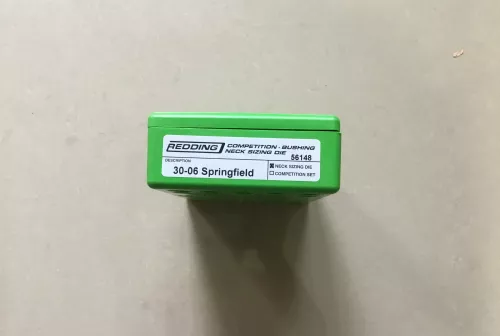 REDDING
COMPETITION - BUSHING
NECK SIZING DIE
56148
DESCRIPTION
30-06 Springfield
NECK SIZING DIE
COMPETITION SET